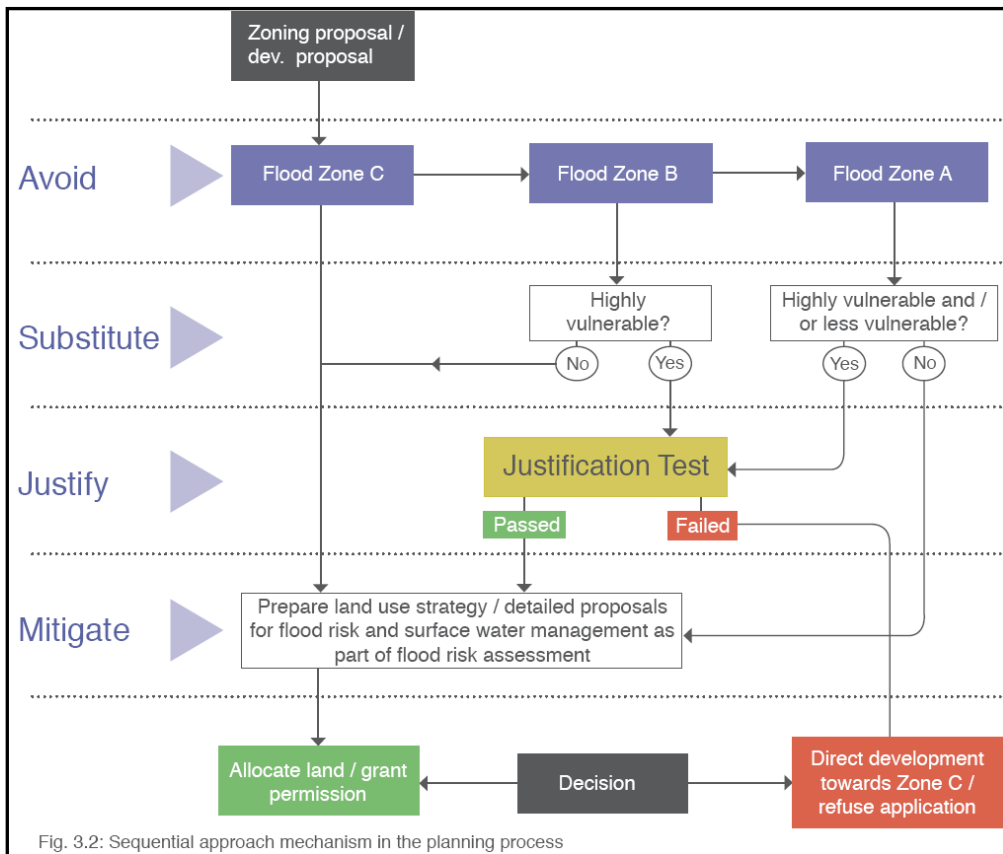 Zoning proposal /
dev. proposal
Avoid
Flood Zone C
Flood Zone B
Flood Zone A
Substitute
Highly
vulnerable?
Highly vulnerable and /
or less vulnerable?
No
Yes
Yes
No
Justify
Justification Test
Passed
Failed
Mitigate
Prepare land use strategy / detailed proposals
for flood risk and surface water management as
part of flood risk assessment
Allocate land / grant
permission
Decision
Direct development
towards Zone C /
refuse application
Fig. 3.2: Sequential approach mechanism in the planning process